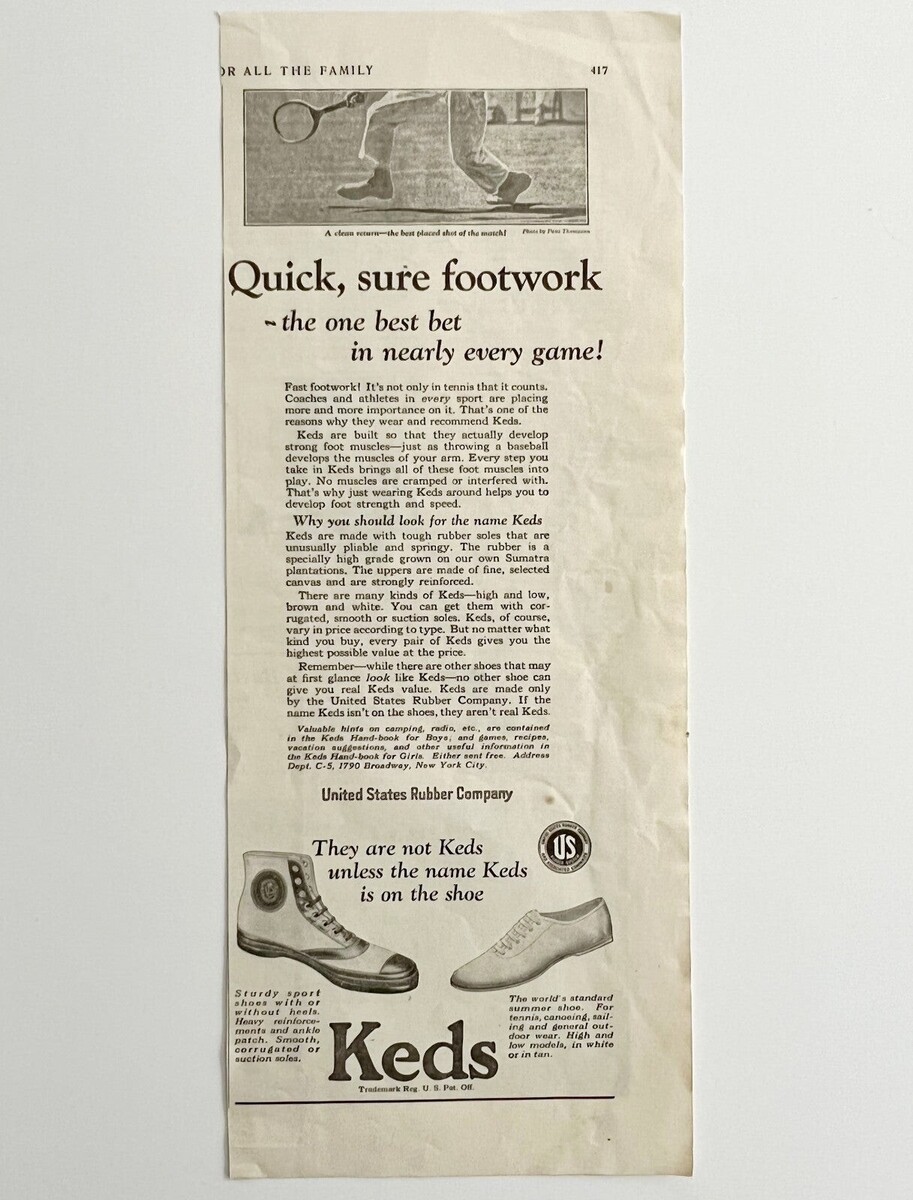 OR ALL THE FAMILY 417
A clean return—the best placed shot of the match! Photo by Paul Thompson
Quick, sure footwork
~ the one best bet
in nearly every game!
Fast footwork! It's not only in tennis that it counts.
Coaches and athletes in every sport are placing
more and more importance on it. That's one of the
reasons why they wear and recommend Keds.
Keds are built so that they actually develop
strong foot muscles—just as throwing a baseball
develops the muscles of your arm. Every step you
take in Keds brings all of these foot muscles into
play. No muscles are cramped or interfered with.
That's why just wearing Keds around helps you to
develop foot strength and speed.
Why you should look for the name Keds
Keds are made with tough rubber soles that are
unusually pliable and springy. The rubber is a
specially high grade grown on our own Sumatra
plantations. The uppers are made of fine, selected
canvas and are strongly reinforced.
There are many kinds of Keds—high and low,
brown and white. You can get them with cor-
rugated, smooth or suction soles. Keds, of course,
vary in price according to type. But no matter what
kind you buy, every pair of Keds gives you the
highest possible value at the price.
Remember—while there are other shoes that may
at first glance look like Keds—no other shoe can
give you real Keds value. Keds are made only
by the United States Rubber Company. If the
name Keds isn't on the shoes, they aren't real Keds.
Valuable hints on camping, radio, etc., are contained
in the Keds Hand-book for Boys; and games, recipes,
vacation suggestions, and other useful information in
the Keds Hand-book for Girls. Either sent free. Address
Dept. C-5, 1790 Broadway, New York City.
United States Rubber Company
They are not Keds
unless the name Keds
is on the shoe
US
Sturdy sport
shoes with or
without heels.
Heavy reinforce-
ments and ankle
patch. Smooth,
corrugated or
suction soles.
The world's standard
summer shoe. For
tennis, canoeing, sail-
ing and general out-
door wear. High and
low models, in white
or in tan.
Keds
Trademark Reg. U. S. Pat. Off.